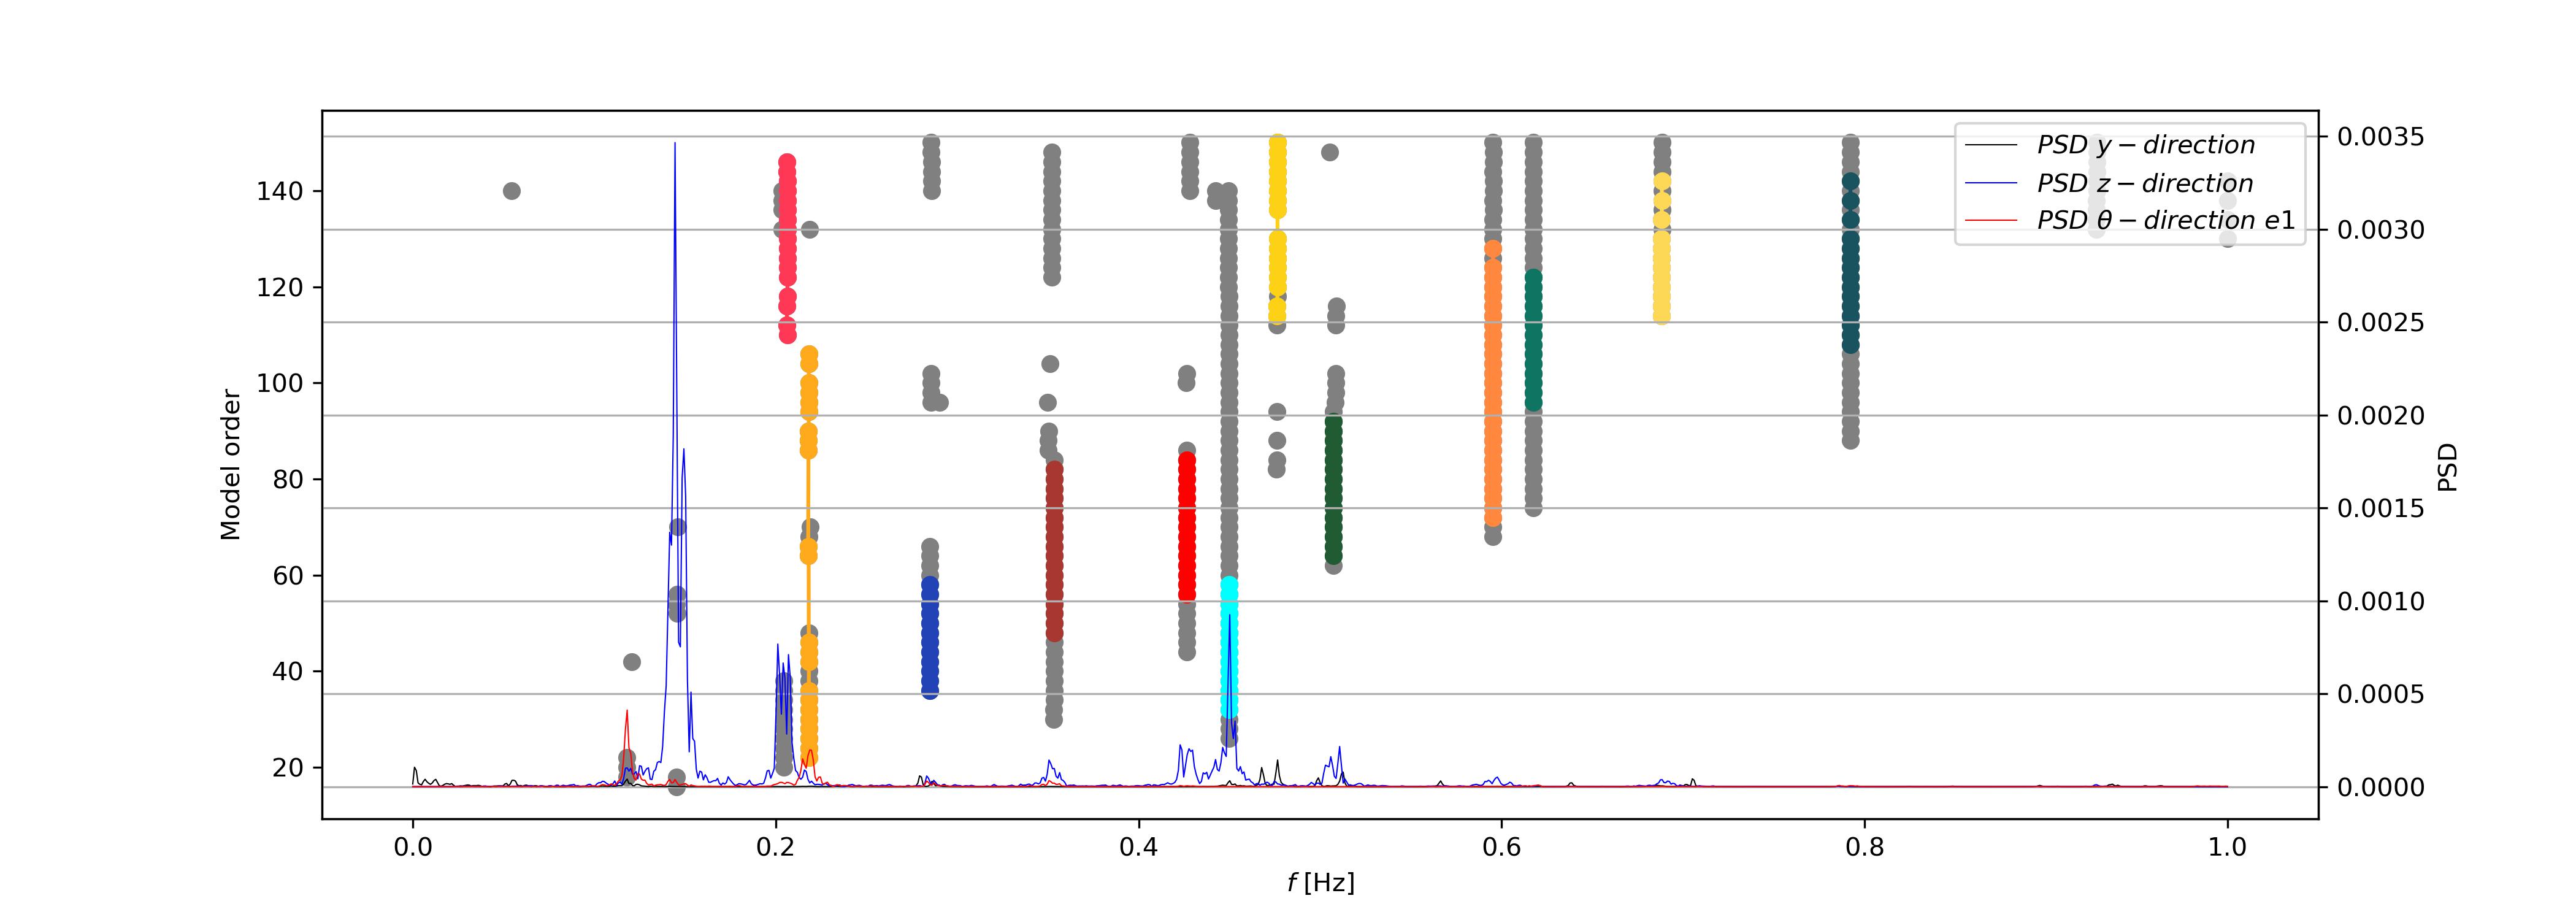 PSD y − direction
PSD z − direction
PSD θ − direction e1
Model order
140
120
100
80
60
40
20
0.0035
0.0030
0.0025
0.0020
0.0015
0.0010
0.0005
0.0000
PSD
0.0 0.2 0.4 0.6 0.8 1.0
f [Hz]